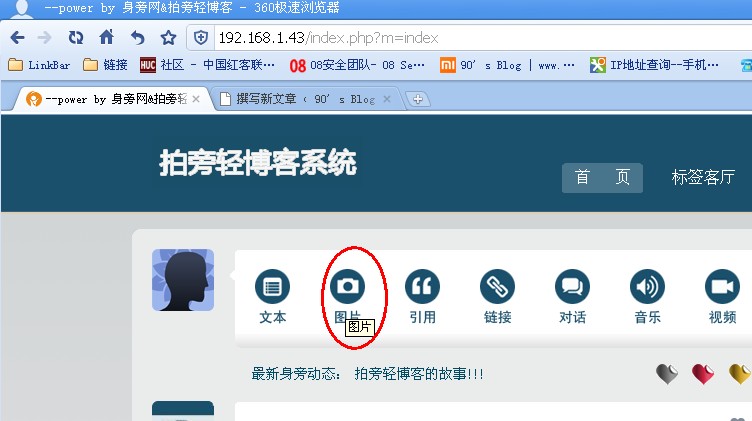 --power by 身旁网&拍旁轻博客 - 360极速浏览器
192.168.1.43/index.php?m=index
LinkBar 链接 HUC 社区 - 中国红客联... 08 08安全团队- 08 Se... 90's Blog | www.... IP地址查询--手机...
--power by 身旁网&拍旁轻 撰写新文章 ‹ 90's Blog
拍旁轻博客系统
首 页 标签客厅
文本 图片 引用 链接 对话 音乐 视频
图片
最新身旁动态: 拍旁轻博客的故事!!!